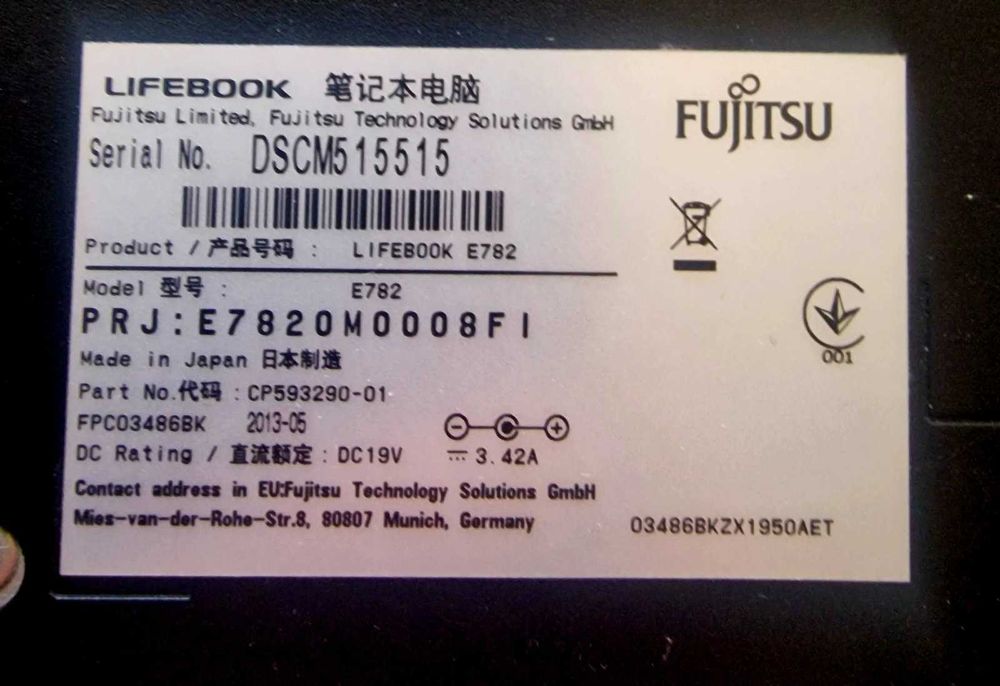 LIFEBOOK 笔记本电脑
FUJITSU
Fujitsu Limited, Fujitsu Technology Solutions GmbH
Serial No. DSCM515515
Product / 产品号码 : LIFEBOOK E782
Model 型号 : E782
PRJ:E7820M0008FI
001
Made in Japan 日本制造
Part No.代码 : CP593290-01
FPC03486BK 2013-05
DC Rating / 直流额定 : DC19V ⎓ 3.42A
Contact address in EU:Fujitsu Technology Solutions GmbH
Mies-van-der-Rohe-Str.8, 80807 Munich, Germany
03486BKZX1950AET